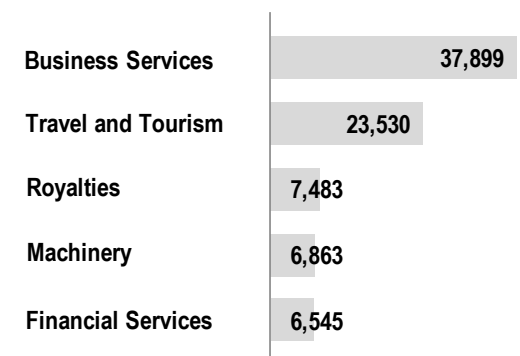 Business Services 37,899
Travel and Tourism 23,530
Royalties 7,483
Machinery 6,863
Financial Services 6,545